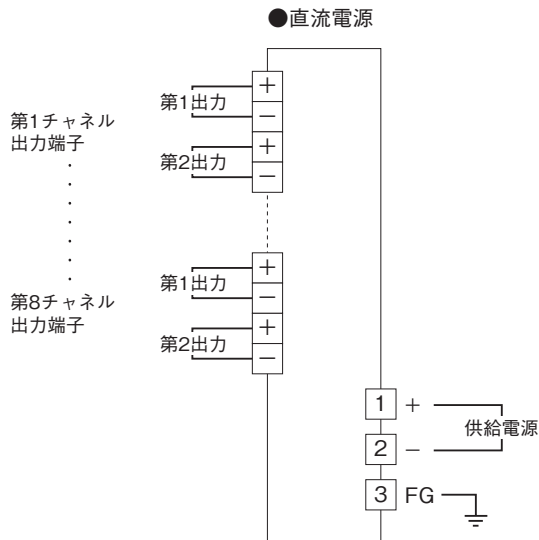 ●直流電源
第1チャネル
出力端子
第1出力
+
−
第2出力
+
−
第8チャネル
出力端子
第1出力
+
−
第2出力
+
−
1 +
供給電源
2 −
3 FG